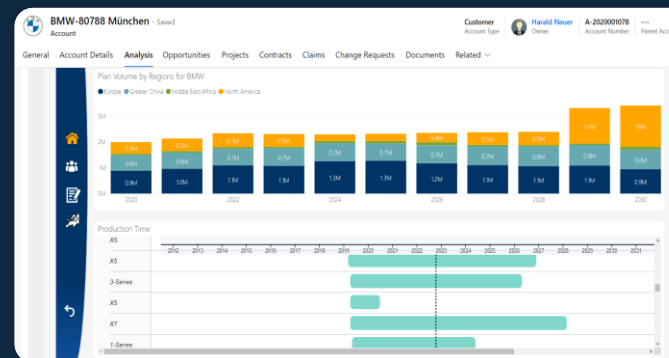 BMW-80788 München - Saved
Account
Customer
Account Type
Harald Neuer
Owner
A-2020001078
Account Number
Parent Acco
General Account Details Analysis Opportunities Projects Contracts Claims Change Requests Documents Related
Plan Volume by Regions for BMW
Europe Greater China Middle East/Africa North America
3M
2M
1M
0M
0.5M 0.5M 0.4M 0.5M 0.5M 1.4M 1.6M
0.6M 0.6M 0.7M 0.7M 0.7M 0.7M 0.7M 0.7M 0.8M 0.8M 0.8M
0.9M 1.0M 1.1M 1.1M 1.3M 1.3M 1.2M 1.1M 1.1M 1.1M 0.9M
2020 2022 2024 2026 2028 2030
Production Time
X5
2012 2013 2014 2015 2016 2017 2018 2019 2020 2021 2022 2023 2024 2025 2026 2027 2028 2029 2030 2031
X5
3-Series
X5
X7
1-Series